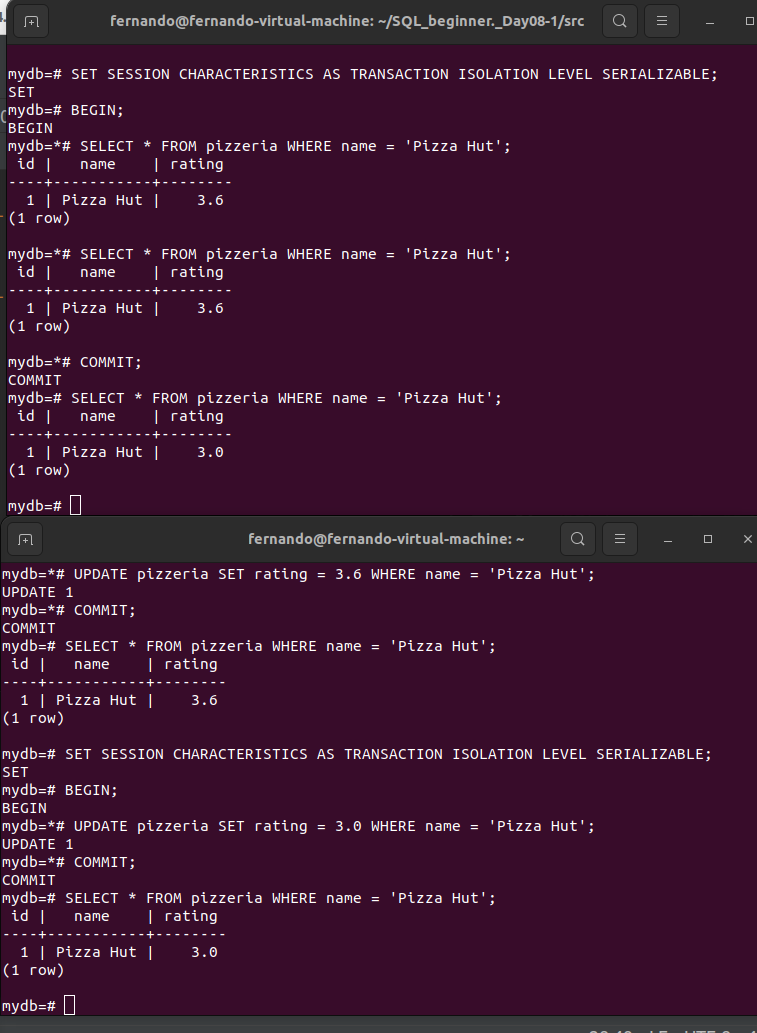 fernando@fernando-virtual-machine: ~/SQL_beginner._Day08-1/src
mydb=# SET SESSION CHARACTERISTICS AS TRANSACTION ISOLATION LEVEL SERIALIZABLE;
SET
mydb=# BEGIN;
BEGIN
mydb=*# SELECT * FROM pizzeria WHERE name = 'Pizza Hut';
 id |   name    | rating
----+-----------+--------
  1 | Pizza Hut |    3.6
(1 row)
mydb=*# SELECT * FROM pizzeria WHERE name = 'Pizza Hut';
 id |   name    | rating
----+-----------+--------
  1 | Pizza Hut |    3.6
(1 row)
mydb=*# COMMIT;
COMMIT
mydb=# SELECT * FROM pizzeria WHERE name = 'Pizza Hut';
 id |   name    | rating
----+-----------+--------
  1 | Pizza Hut |    3.0
(1 row)
mydb=#
fernando@fernando-virtual-machine: ~
mydb=*# UPDATE pizzeria SET rating = 3.6 WHERE name = 'Pizza Hut';
UPDATE 1
mydb=*# COMMIT;
COMMIT
mydb=# SELECT * FROM pizzeria WHERE name = 'Pizza Hut';
 id |   name    | rating
----+-----------+--------
  1 | Pizza Hut |    3.6
(1 row)
mydb=# SET SESSION CHARACTERISTICS AS TRANSACTION ISOLATION LEVEL SERIALIZABLE;
SET
mydb=# BEGIN;
BEGIN
mydb=*# UPDATE pizzeria SET rating = 3.0 WHERE name = 'Pizza Hut';
UPDATE 1
mydb=*# COMMIT;
COMMIT
mydb=# SELECT * FROM pizzeria WHERE name = 'Pizza Hut';
 id |   name    | rating
----+-----------+--------
  1 | Pizza Hut |    3.0
(1 row)
mydb=#